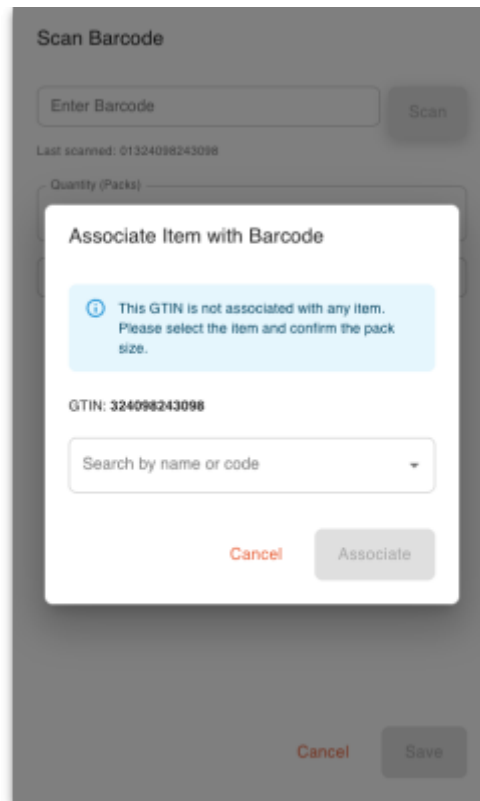 Scan Barcode
Enter Barcode
Scan
Last scanned: 01324098243098
Quantity (Packs)
Associate Item with Barcode
This GTIN is not associated with any item.
Please select the item and confirm the pack
size.
GTIN: 324098243098
Search by name or code
Cancel
Associate
Cancel
Save